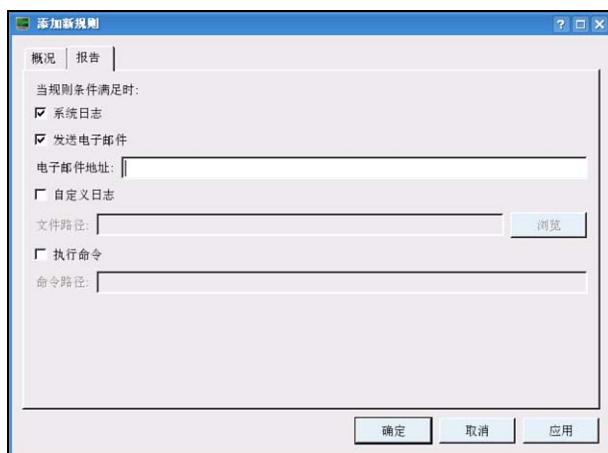 添加新规则
概况 报告
当规则条件满足时:
系统日志
发送电子邮件
电子邮件地址:
自定义日志
文件路径: 浏览
执行命令
命令路径:
确定 取消 应用